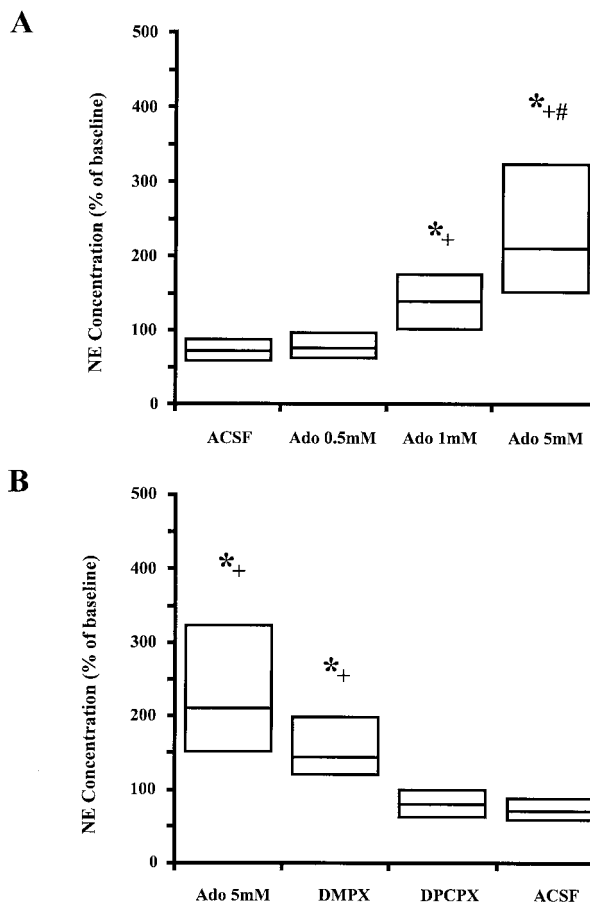 A
NE Concentration (% of baseline)
500
400
300
200
100
0
*+
*+#
ACSF Ado 0.5mM Ado 1mM Ado 5mM
B
NE Concentration (% of baseline)
500
400
300
200
100
0
*+
*+
Ado 5mM DMPX DPCPX ACSF